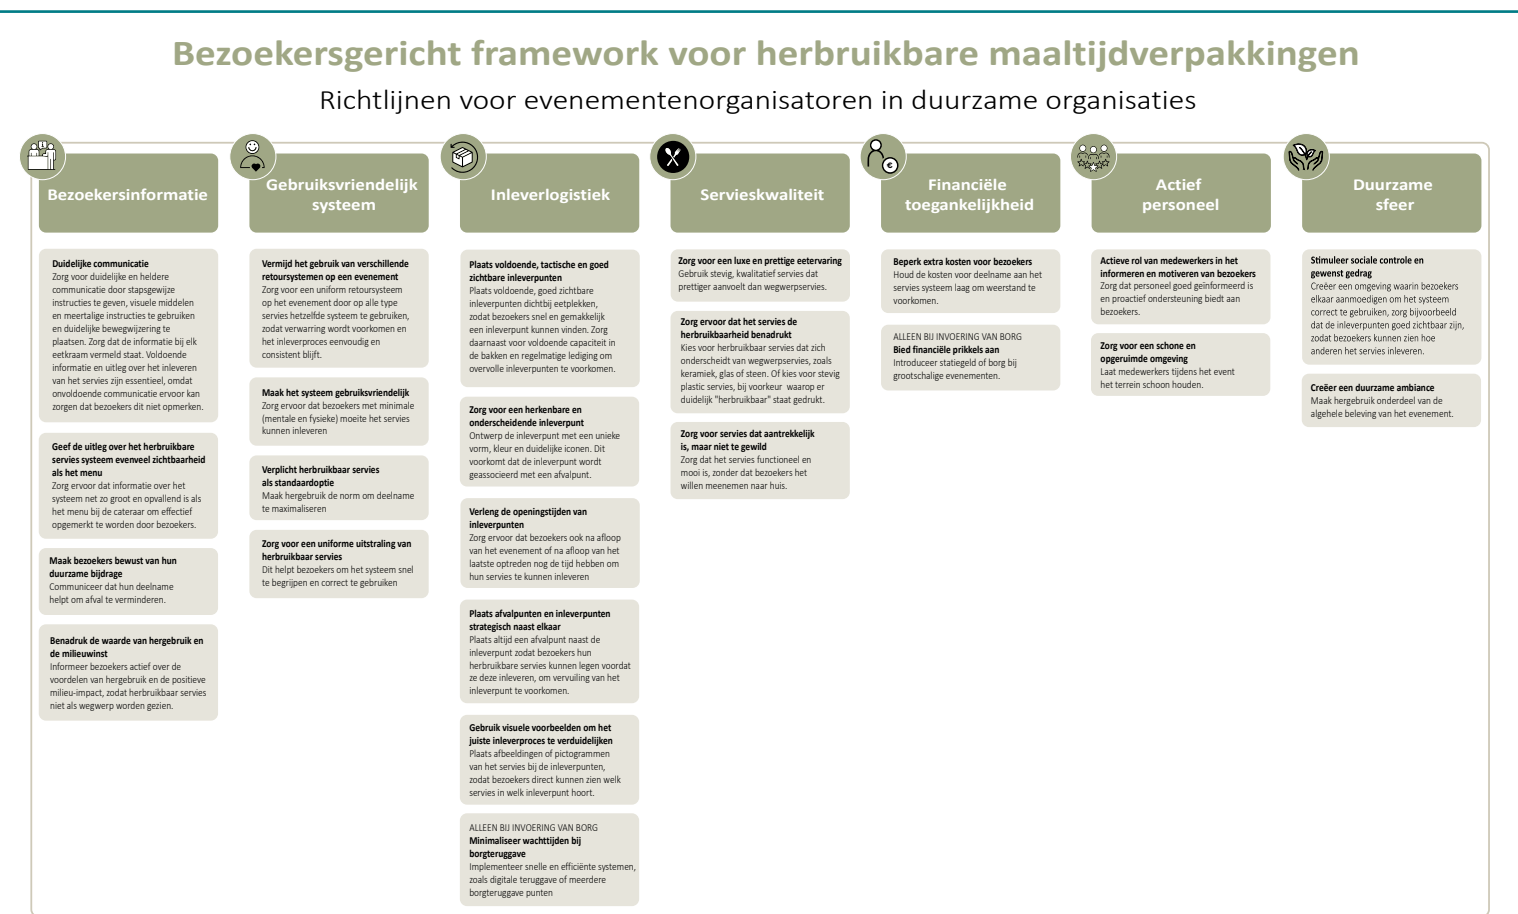 Bezoekersgericht framework voor herbruikbare maaltijdverpakkingen
Richtlijnen voor evenementenorganisatoren in duurzame organisaties
Bezoekersinformatie
Duidelijke communicatie
Zorg voor duidelijke en heldere
communicatie door stapsgewijze
instructies te geven, visuele middelen
en meertalige instructies te gebruiken
en duidelijke bewegwijzering te
plaatsen. Zorg dat de informatie bij elk
eetkraam vermeld staat. Voldoende
informatie en uitleg over het inleveren
van het servies zijn essentieel, omdat
onvoldoende communicatie ervoor kan
zorgen dat bezoekers dit niet opmerken.
Geef de uitleg over het herbruikbare
servies systeem evenveel zichtbaarheid
als het menu
Zorg ervoor dat informatie over het
systeem net zo groot en opvallend is als
het menu bij de cateraar om effectief
opgemerkt te worden door bezoekers.
Maak bezoekers bewust van hun
duurzame bijdrage
Communiceer dat hun deelname
helpt om afval te verminderen.
Benadruk de waarde van hergebruik en
de milieuwinst
Informeer bezoekers actief over de
voordelen van hergebruik en de positieve
milieu-impact, zodat herbruikbaar servies
niet als wegwerp worden gezien.
Gebruiksvriendelijk
systeem
Vermijd het gebruik van verschillende
retoursystemen op een evenement
Zorg voor een uniform retoursysteem
op het evenement door op alle type
servies hetzelfde systeem te gebruiken,
zodat verwarring wordt voorkomen en
het inleverproces eenvoudig en
consistent blijft.
Maak het systeem gebruiksvriendelijk
Zorg ervoor dat bezoekers met minimale
(mentale en fysieke) moeite het servies
kunnen inleveren
Verplicht herbruikbaar servies
als standaardoptie
Maak hergebruik de norm om deelname
te maximaliseren
Zorg voor een uniforme uitstraling van
herbruikbaar servies
Dit helpt bezoekers om het systeem snel
te begrijpen en correct te gebruiken
Inleverlogistiek
Plaats voldoende, tactische en goed
zichtbare inleverpunten
Plaats voldoende, goed zichtbare
inleverpunten dichtbij eetplekken,
zodat bezoekers snel en gemakkelijk
een inleverpunt kunnen vinden. Zorg
daarnaast voor voldoende capaciteit in
de bakken en regelmatige lediging om
overvolle inleverpunten te voorkomen.
Zorg voor een herkenbare en
onderscheidende inleverpunt
Ontwerp de inleverpunt met een unieke
vorm, kleur en duidelijke iconen. Dit
voorkomt dat de inleverpunt wordt
geassocieerd met een afvalpunt.
Verleng de openingstijden van
inleverpunten
Zorg ervoor dat bezoekers ook na afloop
van het evenement of na afloop van het
laatste optreden nog de tijd hebben om
hun servies te kunnen inleveren
Plaats afvalpunten en inleverpunten
strategisch naast elkaar
Plaats altijd een afvalpunt naast de
inleverpunt zodat bezoekers hun
herbruikbare servies kunnen legen voordat
ze deze inleveren, om vervuiling van het
inleverpunt te voorkomen.
Gebruik visuele voorbeelden om het
juiste inleverproces te verduidelijken
Plaats afbeeldingen of pictogrammen
van het servies bij de inleverpunten,
zodat bezoekers direct kunnen zien welk
servies in welk inleverpunt hoort.
ALLEEN BIJ INVOERING VAN BORG
Minimaliseer wachttijden bij
borgteruggave
Implementeer snelle en efficiënte systemen,
zoals digitale teruggave of meerdere
borgteruggave punten
Servieskwaliteit
Zorg voor een luxe en prettige eetervaring
Gebruik stevig, kwalitatief servies dat
prettiger aanvoelt dan wegwerpservies.
Zorg ervoor dat het servies de
herbruikbaarheid benadrukt
Kies voor herbruikbaar servies dat zich
onderscheidt van wegwerpservies, zoals
keramiek, glas of steen. Of kies voor stevig
plastic servies, bij voorkeur waarop er
duidelijk "herbruikbaar" staat gedrukt.
Zorg voor servies dat aantrekkelijk
is, maar niet te gewild
Zorg dat het servies functioneel en
mooi is, zonder dat bezoekers het
willen meenemen naar huis.
Financiële
toegankelijkheid
€
Beperk extra kosten voor bezoekers
Houd de kosten voor deelname aan het
servies systeem laag om weerstand te
voorkomen.
ALLEEN BIJ INVOERING VAN BORG
Bied financiële prikkels aan
Introduceer statiegeld of borg bij
grootschalige evenementen.
Actief
personeel
Actieve rol van medewerkers in het
informeren en motiveren van bezoekers
Zorg dat personeel goed geïnformeerd is
en proactief ondersteuning biedt aan
bezoekers.
Zorg voor een schone en
opgeruimde omgeving
Laat medewerkers tijdens het event
het terrein schoon houden.
Duurzame
sfeer
Stimuleer sociale controle en
gewenst gedrag
Creëer een omgeving waarin bezoekers
elkaar aanmoedigen om het systeem
correct te gebruiken, zorg bijvoorbeeld
dat de inleverpunten goed zichtbaar zijn,
zodat bezoekers kunnen zien hoe
anderen het servies inleveren.
Creëer een duurzame ambiance
Maak hergebruik onderdeel van de
algehele beleving van het evenement.